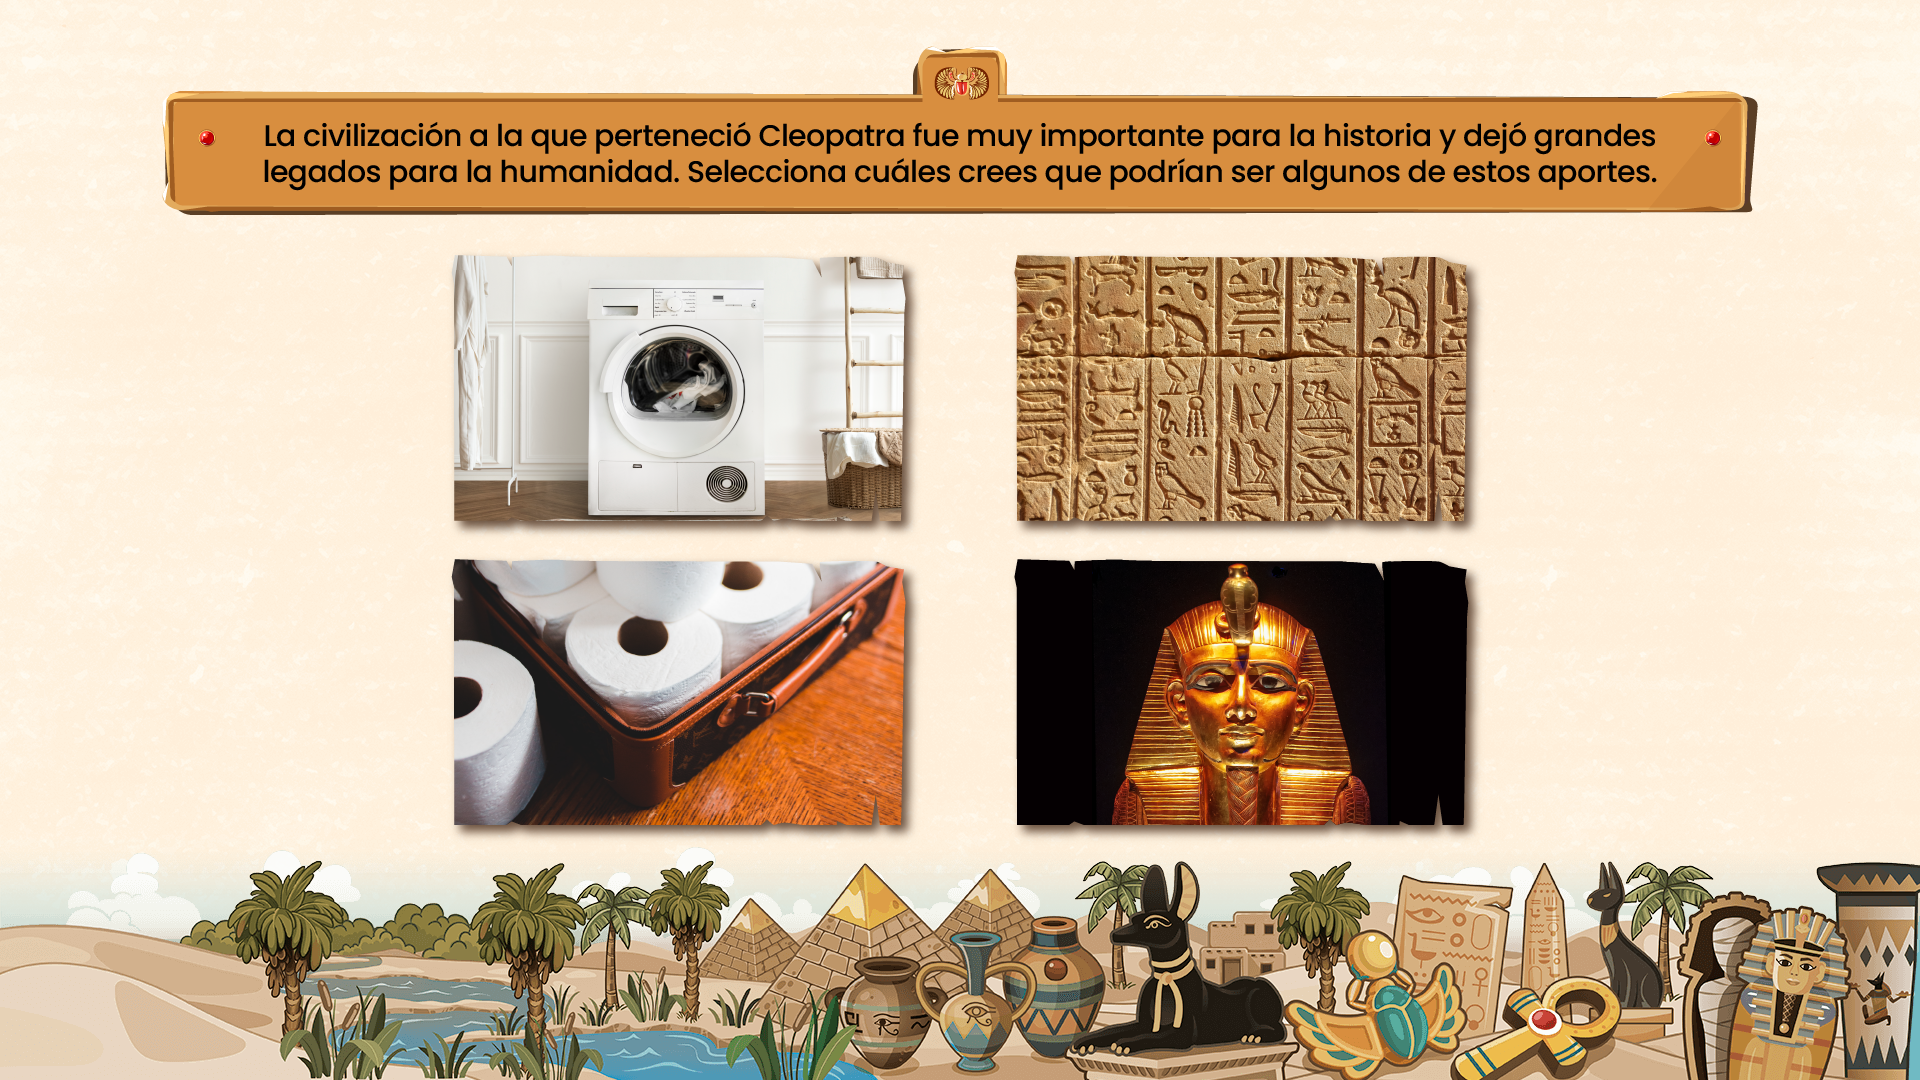 La civilización a la que perteneció Cleopatra fue muy importante para la historia y dejó grandes
legados para la humanidad. Selecciona cuáles crees que podrían ser algunos de estos aportes.